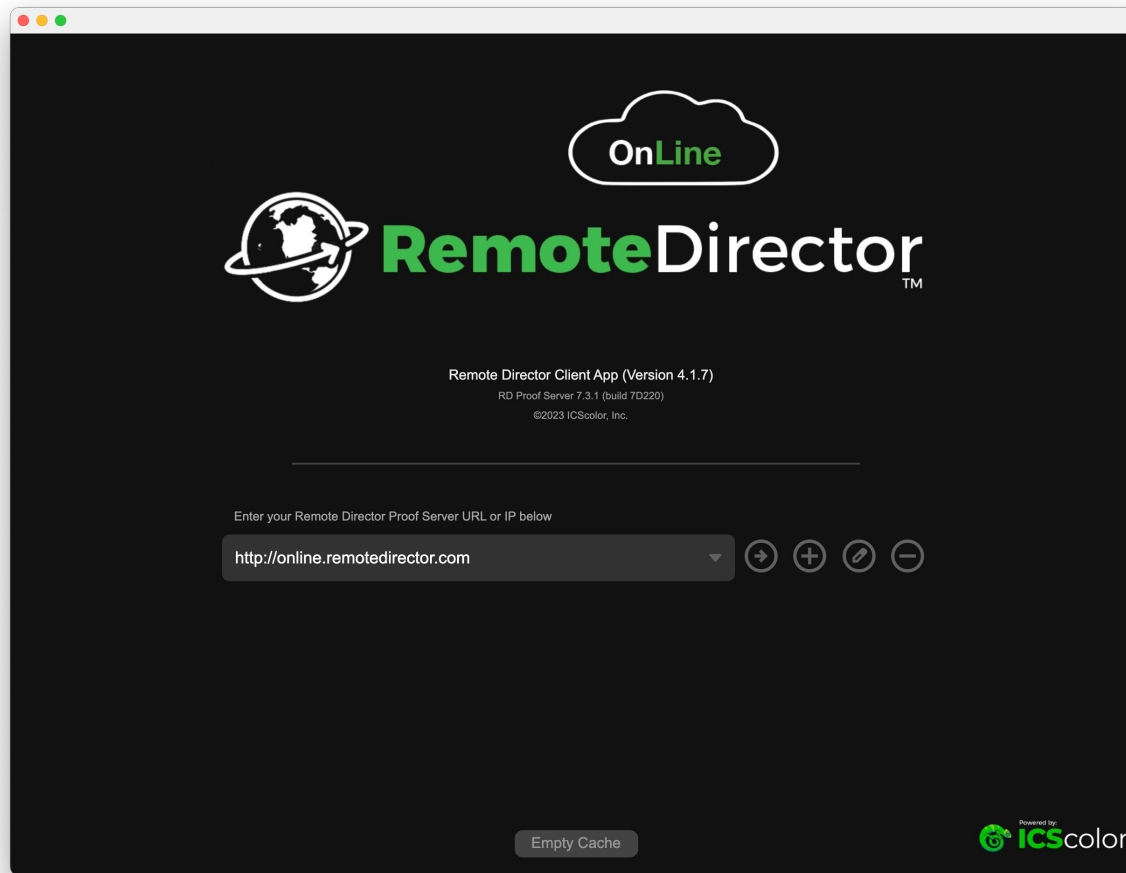 OnLine
RemoteDirector
TM
Remote Director Client App (Version 4.1.7)
RD Proof Server 7.3.1 (build 7D220)
©2023 ICScolor, Inc.
Enter your Remote Director Proof Server URL or IP below
http://online.remotedirector.com
Empty Cache
Powered by:
ICScolor